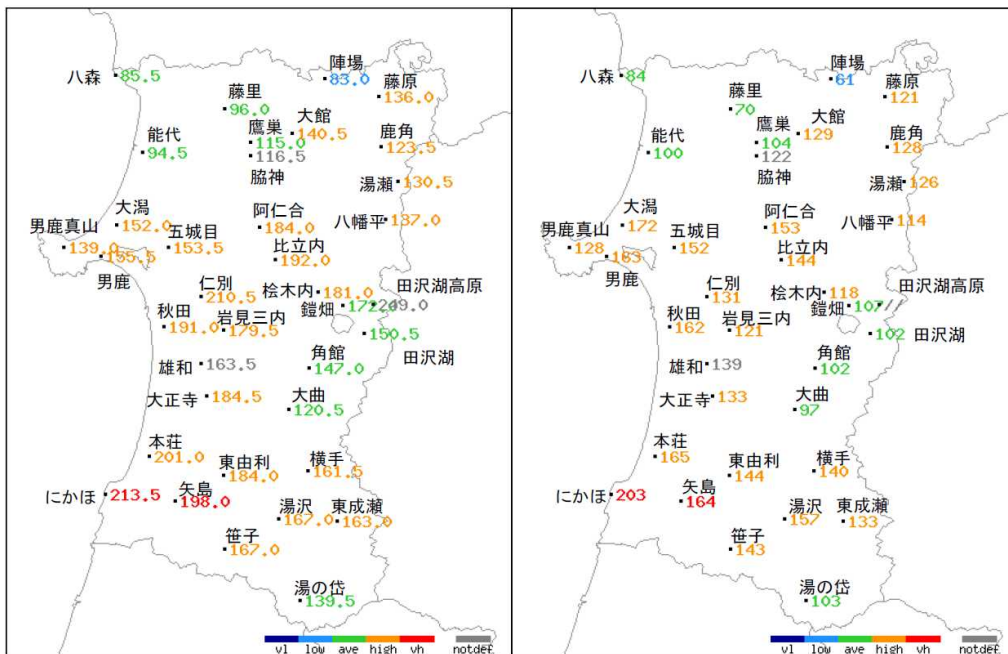 八森
85.5
陣場
83.0
藤里
96.0
藤原
136.0
大館
140.5
鷹巣
115.0
116.5
脇神
能代
94.5
鹿角
123.5
湯瀬
130.5
大潟
152.0
阿仁合
184.0
八幡平
137.0
男鹿真山
139.0
五城目
153.5
155.5
男鹿
比立内
192.0
仁別
210.5
桧木内
181.0
田沢湖高原
249.0
鎧畑
秋田
191.0
岩見三内
179.5
150.5
田沢湖
雄和
163.5
角館
147.0
大正寺
184.5
大曲
120.5
本荘
201.0
東由利
184.0
横手
161.5
にかほ
213.5
矢島
198.0
湯沢
167.0
東成瀬
163.0
笹子
167.0
湯の岱
139.5
vl low ave high vh notdef
八森
84
陣場
61
藤里
70
藤原
121
大館
129
鷹巣
104
122
脇神
能代
100
鹿角
128
湯瀬
126
大潟
172
阿仁合
153
八幡平
114
男鹿真山
128
五城目
152
163
男鹿
比立内
144
仁別
131
桧木内
118
田沢湖高原
//
鎧畑
107
秋田
162
岩見三内
121
102
田沢湖
雄和
139
角館
102
大正寺
133
大曲
97
本荘
165
東由利
144
横手
140
にかほ
203
矢島
164
湯沢
157
東成瀬
133
笹子
143
湯の岱
103
vl low ave high vh notdef